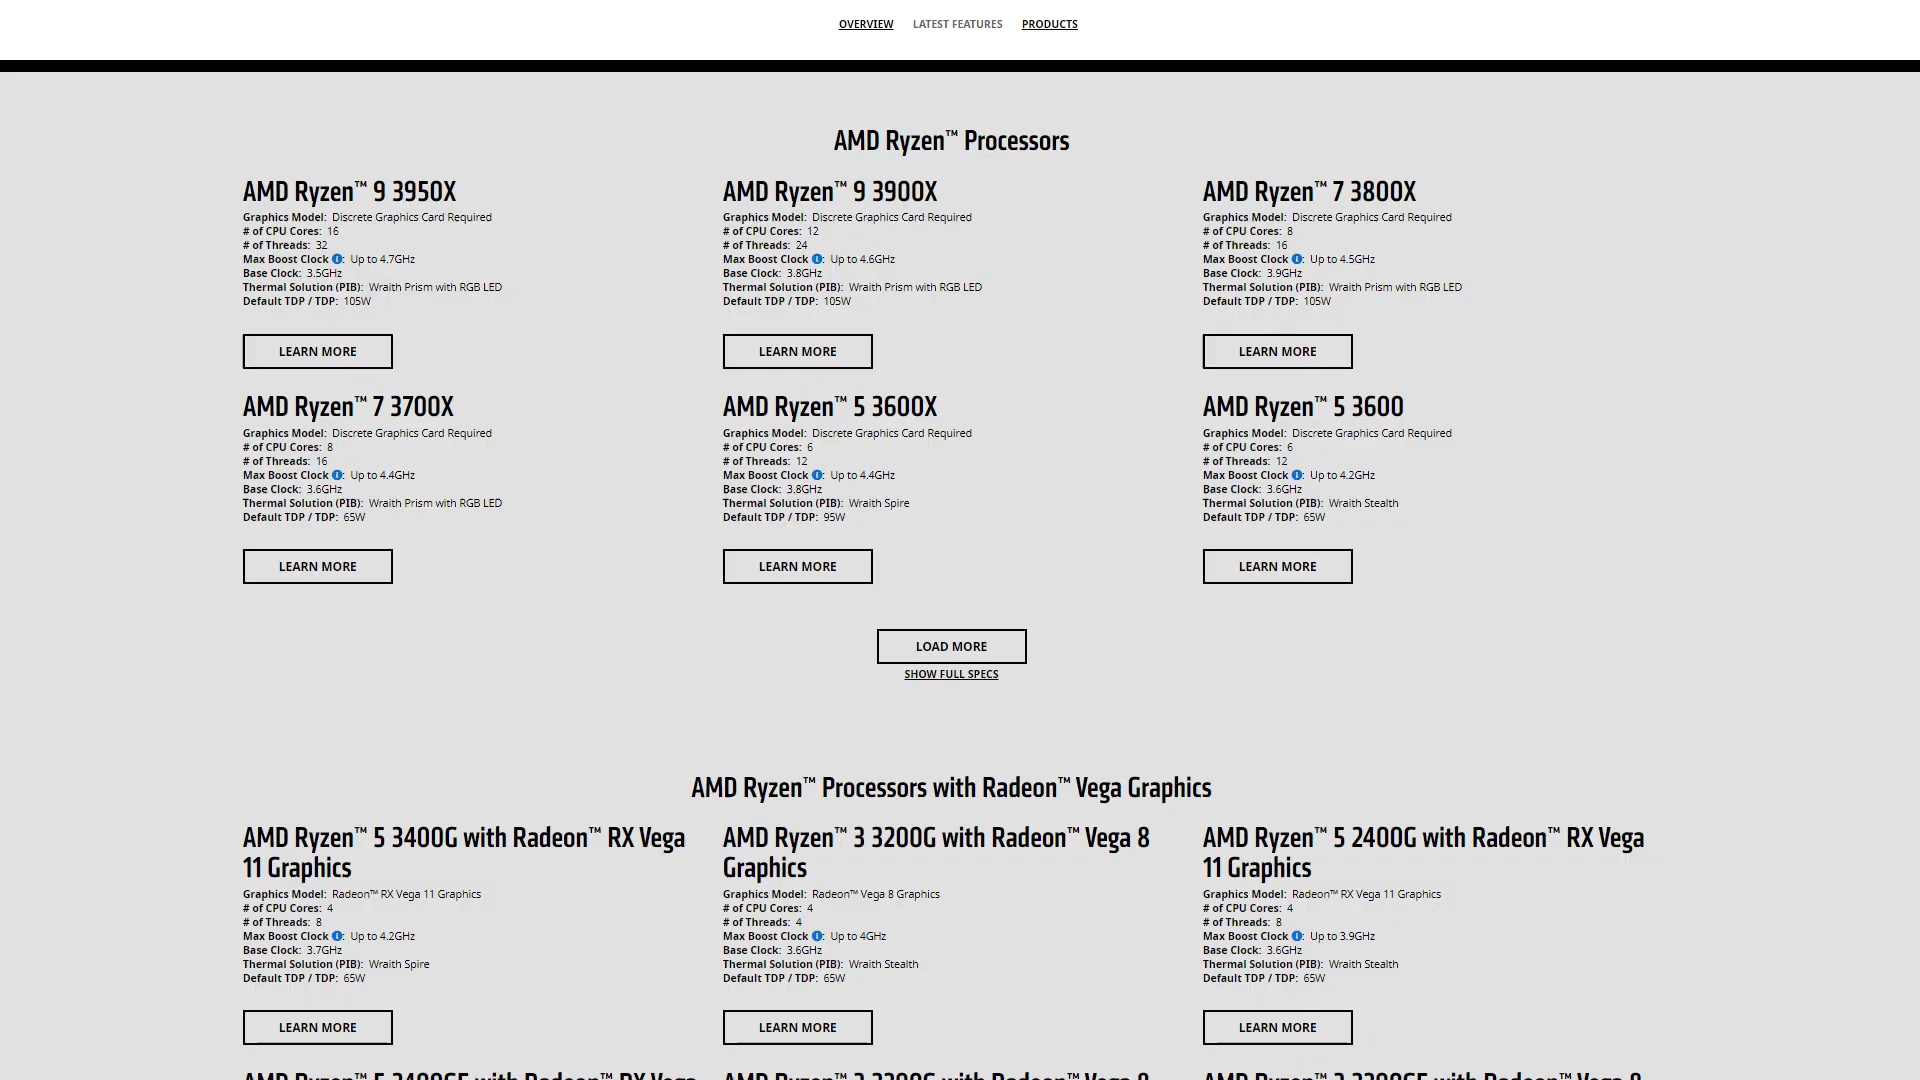 OVERVIEW LATEST FEATURES PRODUCTS
AMD Ryzen™ Processors
AMD Ryzen™ 9 3950X
Graphics Model: Discrete Graphics Card Required
# of CPU Cores: 16
# of Threads: 32
Max Boost Clock : Up to 4.7GHz
Base Clock: 3.5GHz
Thermal Solution (PIB): Wraith Prism with RGB LED
Default TDP / TDP: 105W
LEARN MORE
AMD Ryzen™ 9 3900X
Graphics Model: Discrete Graphics Card Required
# of CPU Cores: 12
# of Threads: 24
Max Boost Clock : Up to 4.6GHz
Base Clock: 3.8GHz
Thermal Solution (PIB): Wraith Prism with RGB LED
Default TDP / TDP: 105W
LEARN MORE
AMD Ryzen™ 7 3800X
Graphics Model: Discrete Graphics Card Required
# of CPU Cores: 8
# of Threads: 16
Max Boost Clock : Up to 4.5GHz
Base Clock: 3.9GHz
Thermal Solution (PIB): Wraith Prism with RGB LED
Default TDP / TDP: 105W
LEARN MORE
AMD Ryzen™ 7 3700X
Graphics Model: Discrete Graphics Card Required
# of CPU Cores: 8
# of Threads: 16
Max Boost Clock : Up to 4.4GHz
Base Clock: 3.6GHz
Thermal Solution (PIB): Wraith Prism with RGB LED
Default TDP / TDP: 65W
LEARN MORE
AMD Ryzen™ 5 3600X
Graphics Model: Discrete Graphics Card Required
# of CPU Cores: 6
# of Threads: 12
Max Boost Clock : Up to 4.4GHz
Base Clock: 3.8GHz
Thermal Solution (PIB): Wraith Spire
Default TDP / TDP: 95W
LEARN MORE
AMD Ryzen™ 5 3600
Graphics Model: Discrete Graphics Card Required
# of CPU Cores: 6
# of Threads: 12
Max Boost Clock : Up to 4.2GHz
Base Clock: 3.6GHz
Thermal Solution (PIB): Wraith Stealth
Default TDP / TDP: 65W
LEARN MORE
LOAD MORE
SHOW FULL SPECS
AMD Ryzen™ Processors with Radeon™ Vega Graphics
AMD Ryzen™ 5 3400G with Radeon™ RX Vega
11 Graphics
Graphics Model: Radeon™ RX Vega 11 Graphics
# of CPU Cores: 4
# of Threads: 8
Max Boost Clock : Up to 4.2GHz
Base Clock: 3.7GHz
Thermal Solution (PIB): Wraith Spire
Default TDP / TDP: 65W
LEARN MORE
AMD Ryzen™ 3 3200G with Radeon™ Vega 8
Graphics
Graphics Model: Radeon™ Vega 8 Graphics
# of CPU Cores: 4
# of Threads: 4
Max Boost Clock : Up to 4GHz
Base Clock: 3.6GHz
Thermal Solution (PIB): Wraith Stealth
Default TDP / TDP: 65W
LEARN MORE
AMD Ryzen™ 5 2400G with Radeon™ RX Vega
11 Graphics
Graphics Model: Radeon™ RX Vega 11 Graphics
# of CPU Cores: 4
# of Threads: 8
Max Boost Clock : Up to 3.9GHz
Base Clock: 3.6GHz
Thermal Solution (PIB): Wraith Stealth
Default TDP / TDP: 65W
LEARN MORE